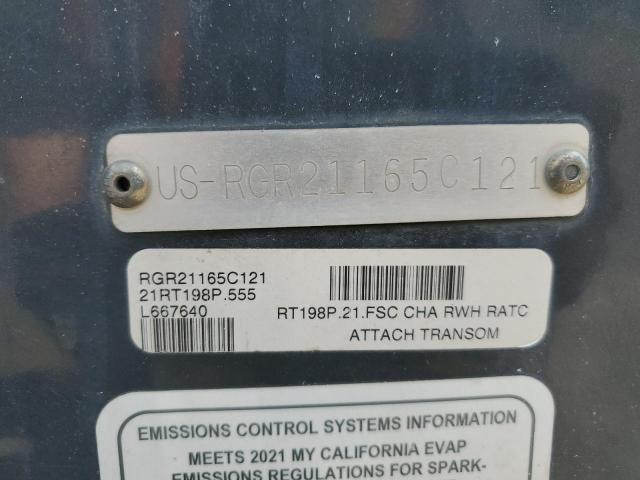 US-RGR21165C121
RGR21165C121
21RT198P.555
L667640
RT198P.21.FSC CHA RWH RATC
ATTACH TRANSOM
EMISSIONS CONTROL SYSTEMS INFORMATION
MEETS 2021 MY CALIFORNIA EVAP
EMISSIONS REGULATIONS FOR SPARK-